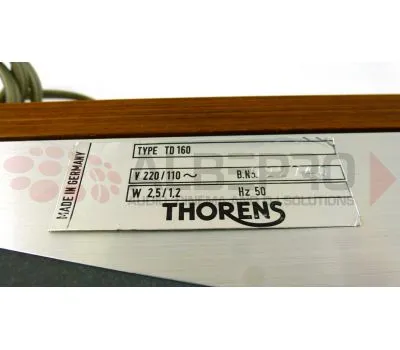 MADE IN GERMANY
TYPE TD 160
V 220/110 ~ B.No.
W 2,5/1,2 Hz 50
THORENS